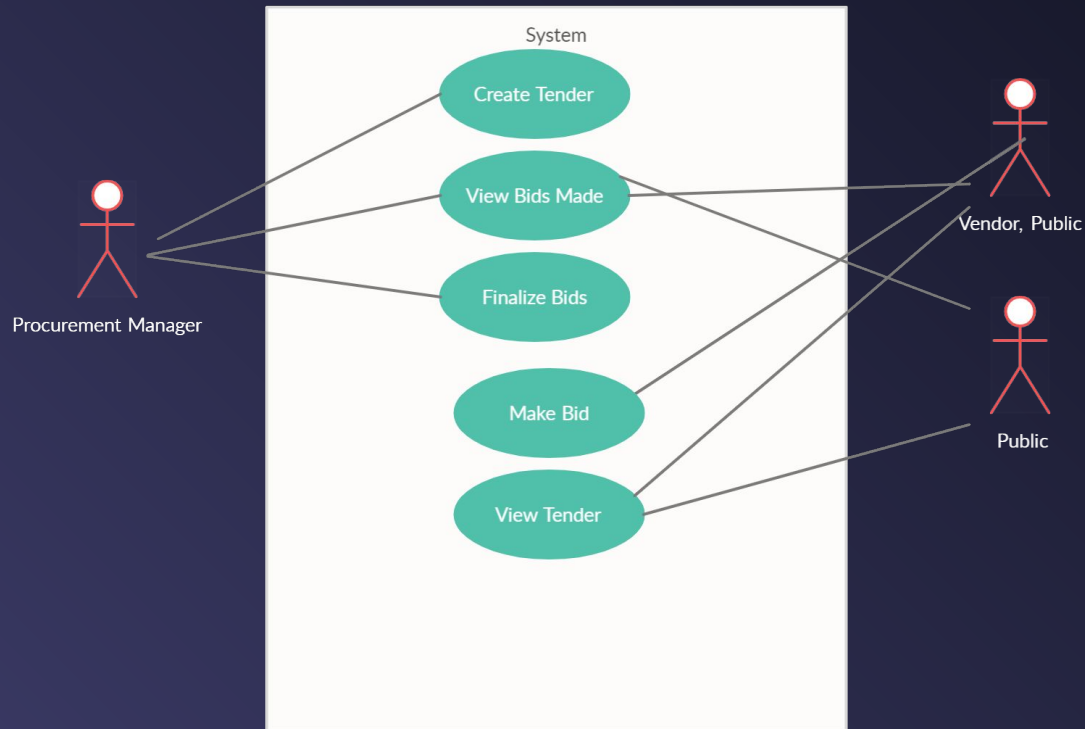 System
Create Tender
View Bids Made
Vendor, Public
Finalize Bids
Procurement Manager
Make Bid
Public
View Tender